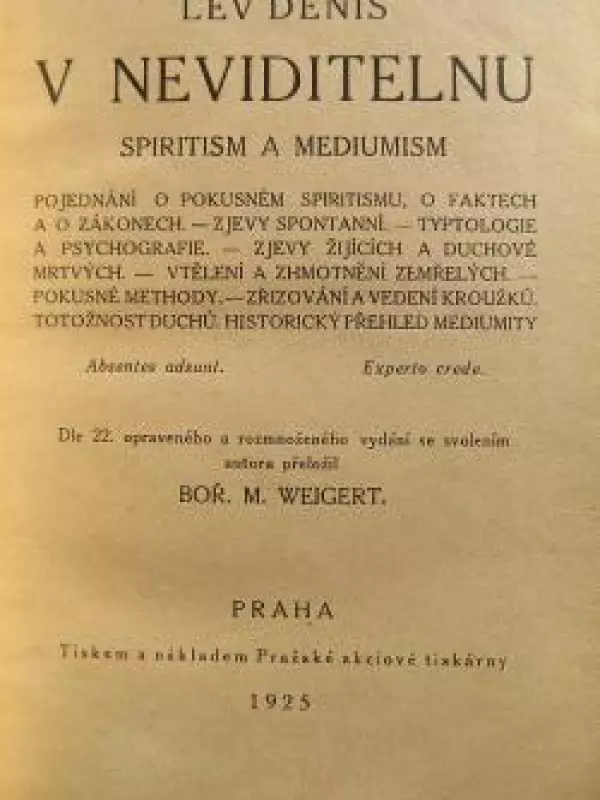 LEV DENIS
V NEVIDITELNU
SPIRITISM A MEDIUMISM
POJEDNÁNÍ O POKUSNÉM SPIRITISMU, O FAKTECH
A O ZÁKONECH. — ZJEVY SPONTANNÍ. — TYPTOLOGIE
A PSYCHOGRAFIE. — ZJEVY ŽIJÍCÍCH A DUCHOVÉ
MRTVÝCH. — VTĚLENÍ A ZHMOTNĚNÍ ZEMŘELÝCH. —
POKUSNÉ METHODY. — ZŘIZOVÁNÍ A VEDENÍ KROUŽKŮ.
TOTOŽNOST DUCHŮ. HISTORICKÝ PŘEHLED MEDIUMITY
Absentes adsunt. Experto crede.
Dle 22. opraveného a rozmnoženého vydání se svolením
autora přeložil
BOŘ. M. WEIGERT.
PRAHA
Tiskem a nákladem Pražské akciové tiskárny
1925